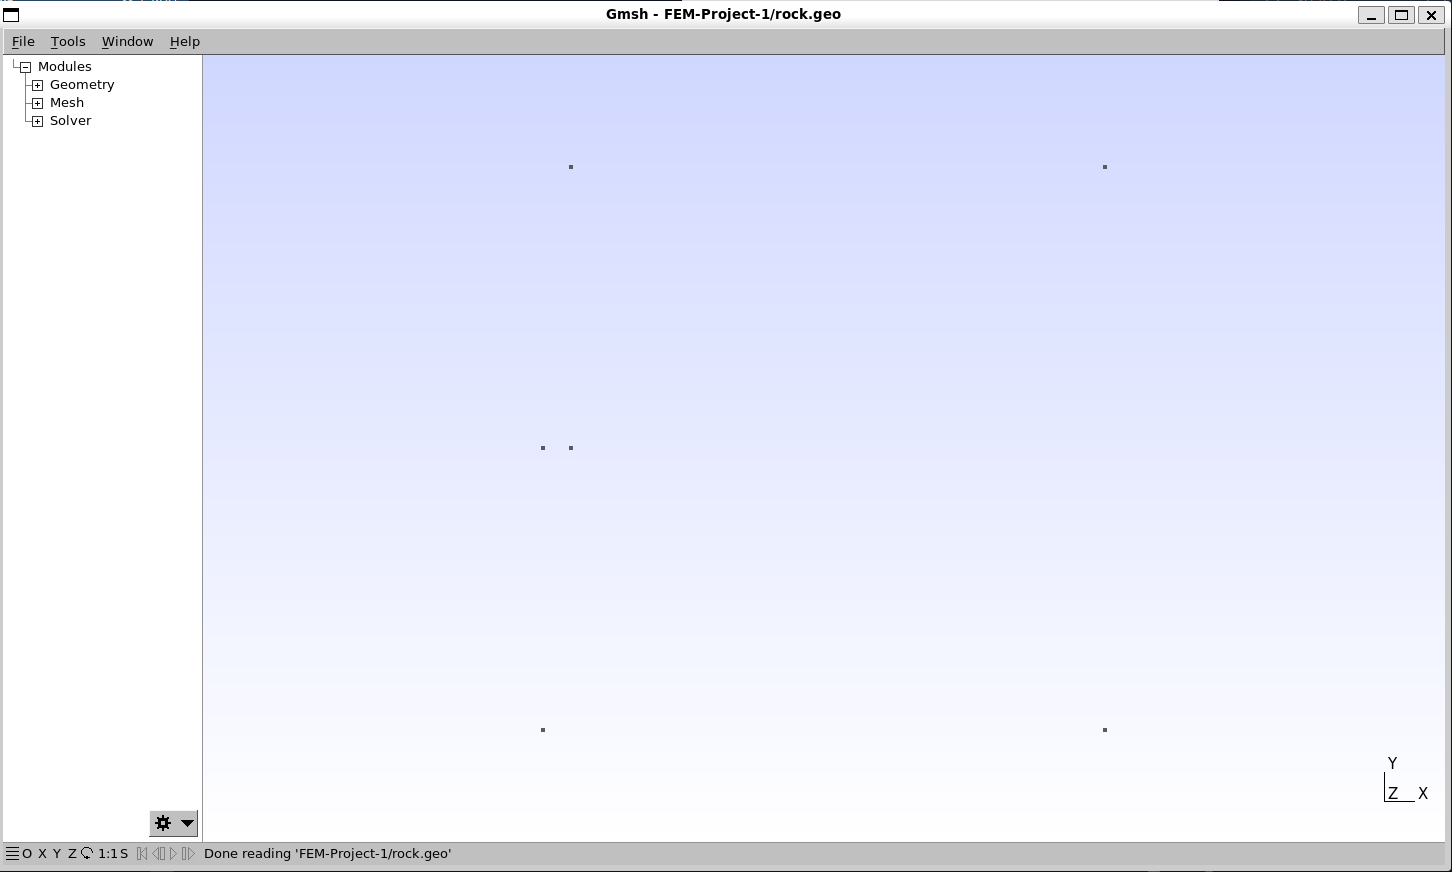 Gmsh - FEM-Project-1/rock.geo
File Tools Window Help
Modules
Geometry
Mesh
Solver
Y
Z X
O X Y Z 1:1 S Done reading 'FEM-Project-1/rock.geo'